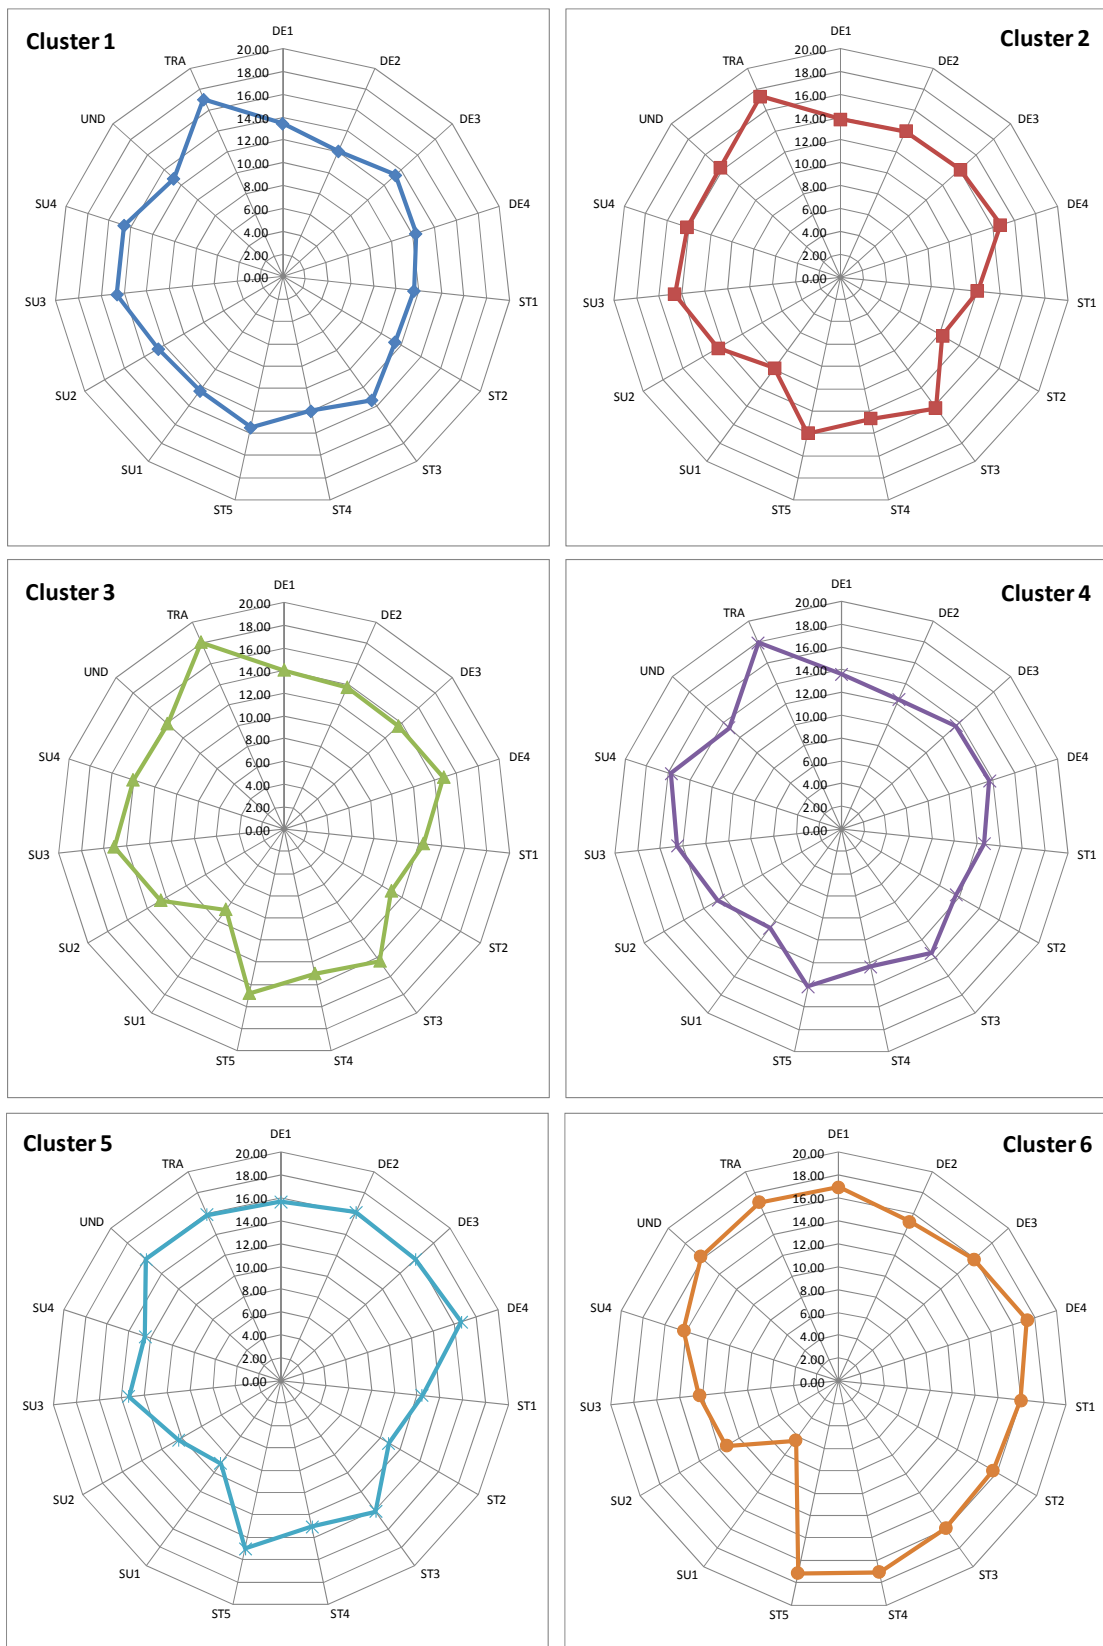 Cluster 1
DE1
DE2
DE3
DE4
ST1
ST2
ST3
ST4
ST5
SU1
SU2
SU3
SU4
UND
TRA
20.00
18.00
16.00
14.00
12.00
10.00
8.00
6.00
4.00
2.00
0.00
Cluster 2
DE1
DE2
DE3
DE4
ST1
ST2
ST3
ST4
ST5
SU1
SU2
SU3
SU4
UND
TRA
20.00
18.00
16.00
14.00
12.00
10.00
8.00
6.00
4.00
2.00
0.00
Cluster 3
DE1
DE2
DE3
DE4
ST1
ST2
ST3
ST4
ST5
SU1
SU2
SU3
SU4
UND
TRA
20.00
18.00
16.00
14.00
12.00
10.00
8.00
6.00
4.00
2.00
0.00
Cluster 4
DE1
DE2
DE3
DE4
ST1
ST2
ST3
ST4
ST5
SU1
SU2
SU3
SU4
UND
TRA
20.00
18.00
16.00
14.00
12.00
10.00
8.00
6.00
4.00
2.00
0.00
Cluster 5
DE1
DE2
DE3
DE4
ST1
ST2
ST3
ST4
ST5
SU1
SU2
SU3
SU4
UND
TRA
20.00
18.00
16.00
14.00
12.00
10.00
8.00
6.00
4.00
2.00
0.00
Cluster 6
DE1
DE2
DE3
DE4
ST1
ST2
ST3
ST4
ST5
SU1
SU2
SU3
SU4
UND
TRA
20.00
18.00
16.00
14.00
12.00
10.00
8.00
6.00
4.00
2.00
0.00